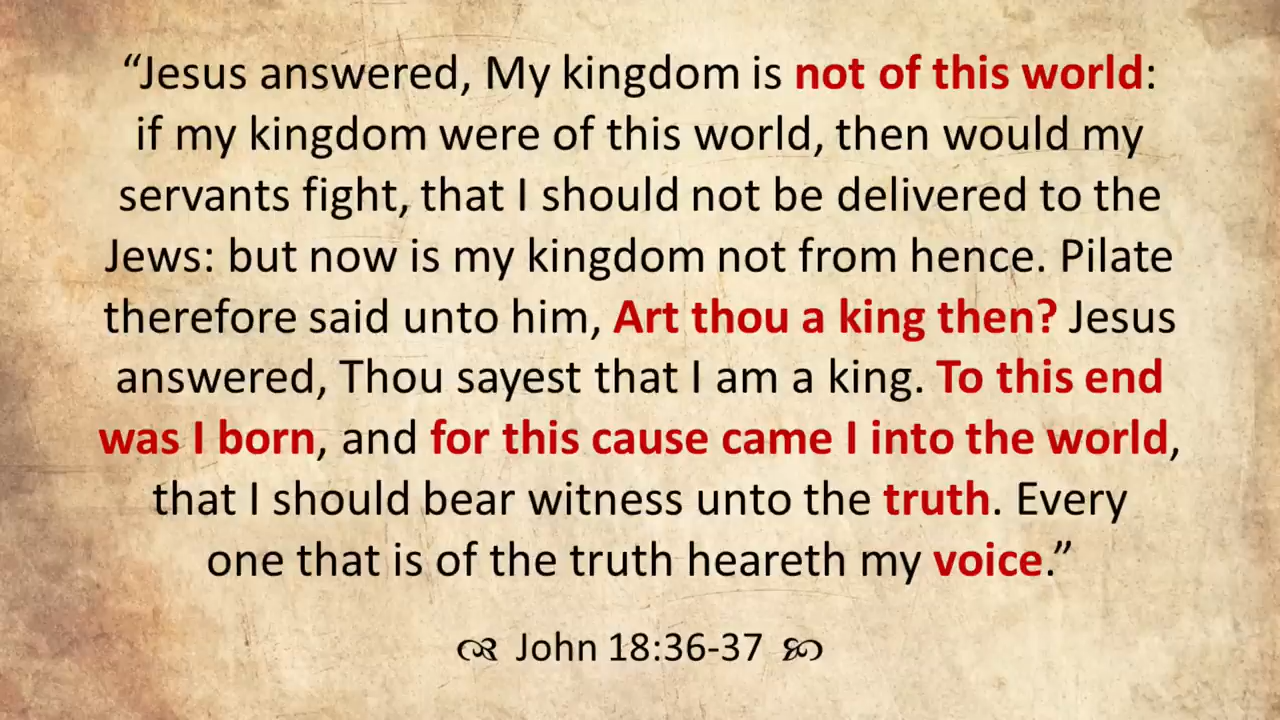 “Jesus answered, My kingdom is not of this world:
if my kingdom were of this world, then would my
servants fight, that I should not be delivered to the
Jews: but now is my kingdom not from hence. Pilate
therefore said unto him, Art thou a king then? Jesus
answered, Thou sayest that I am a king. To this end
was I born, and for this cause came I into the world,
that I should bear witness unto the truth. Every
one that is of the truth heareth my voice.”
John 18:36-37